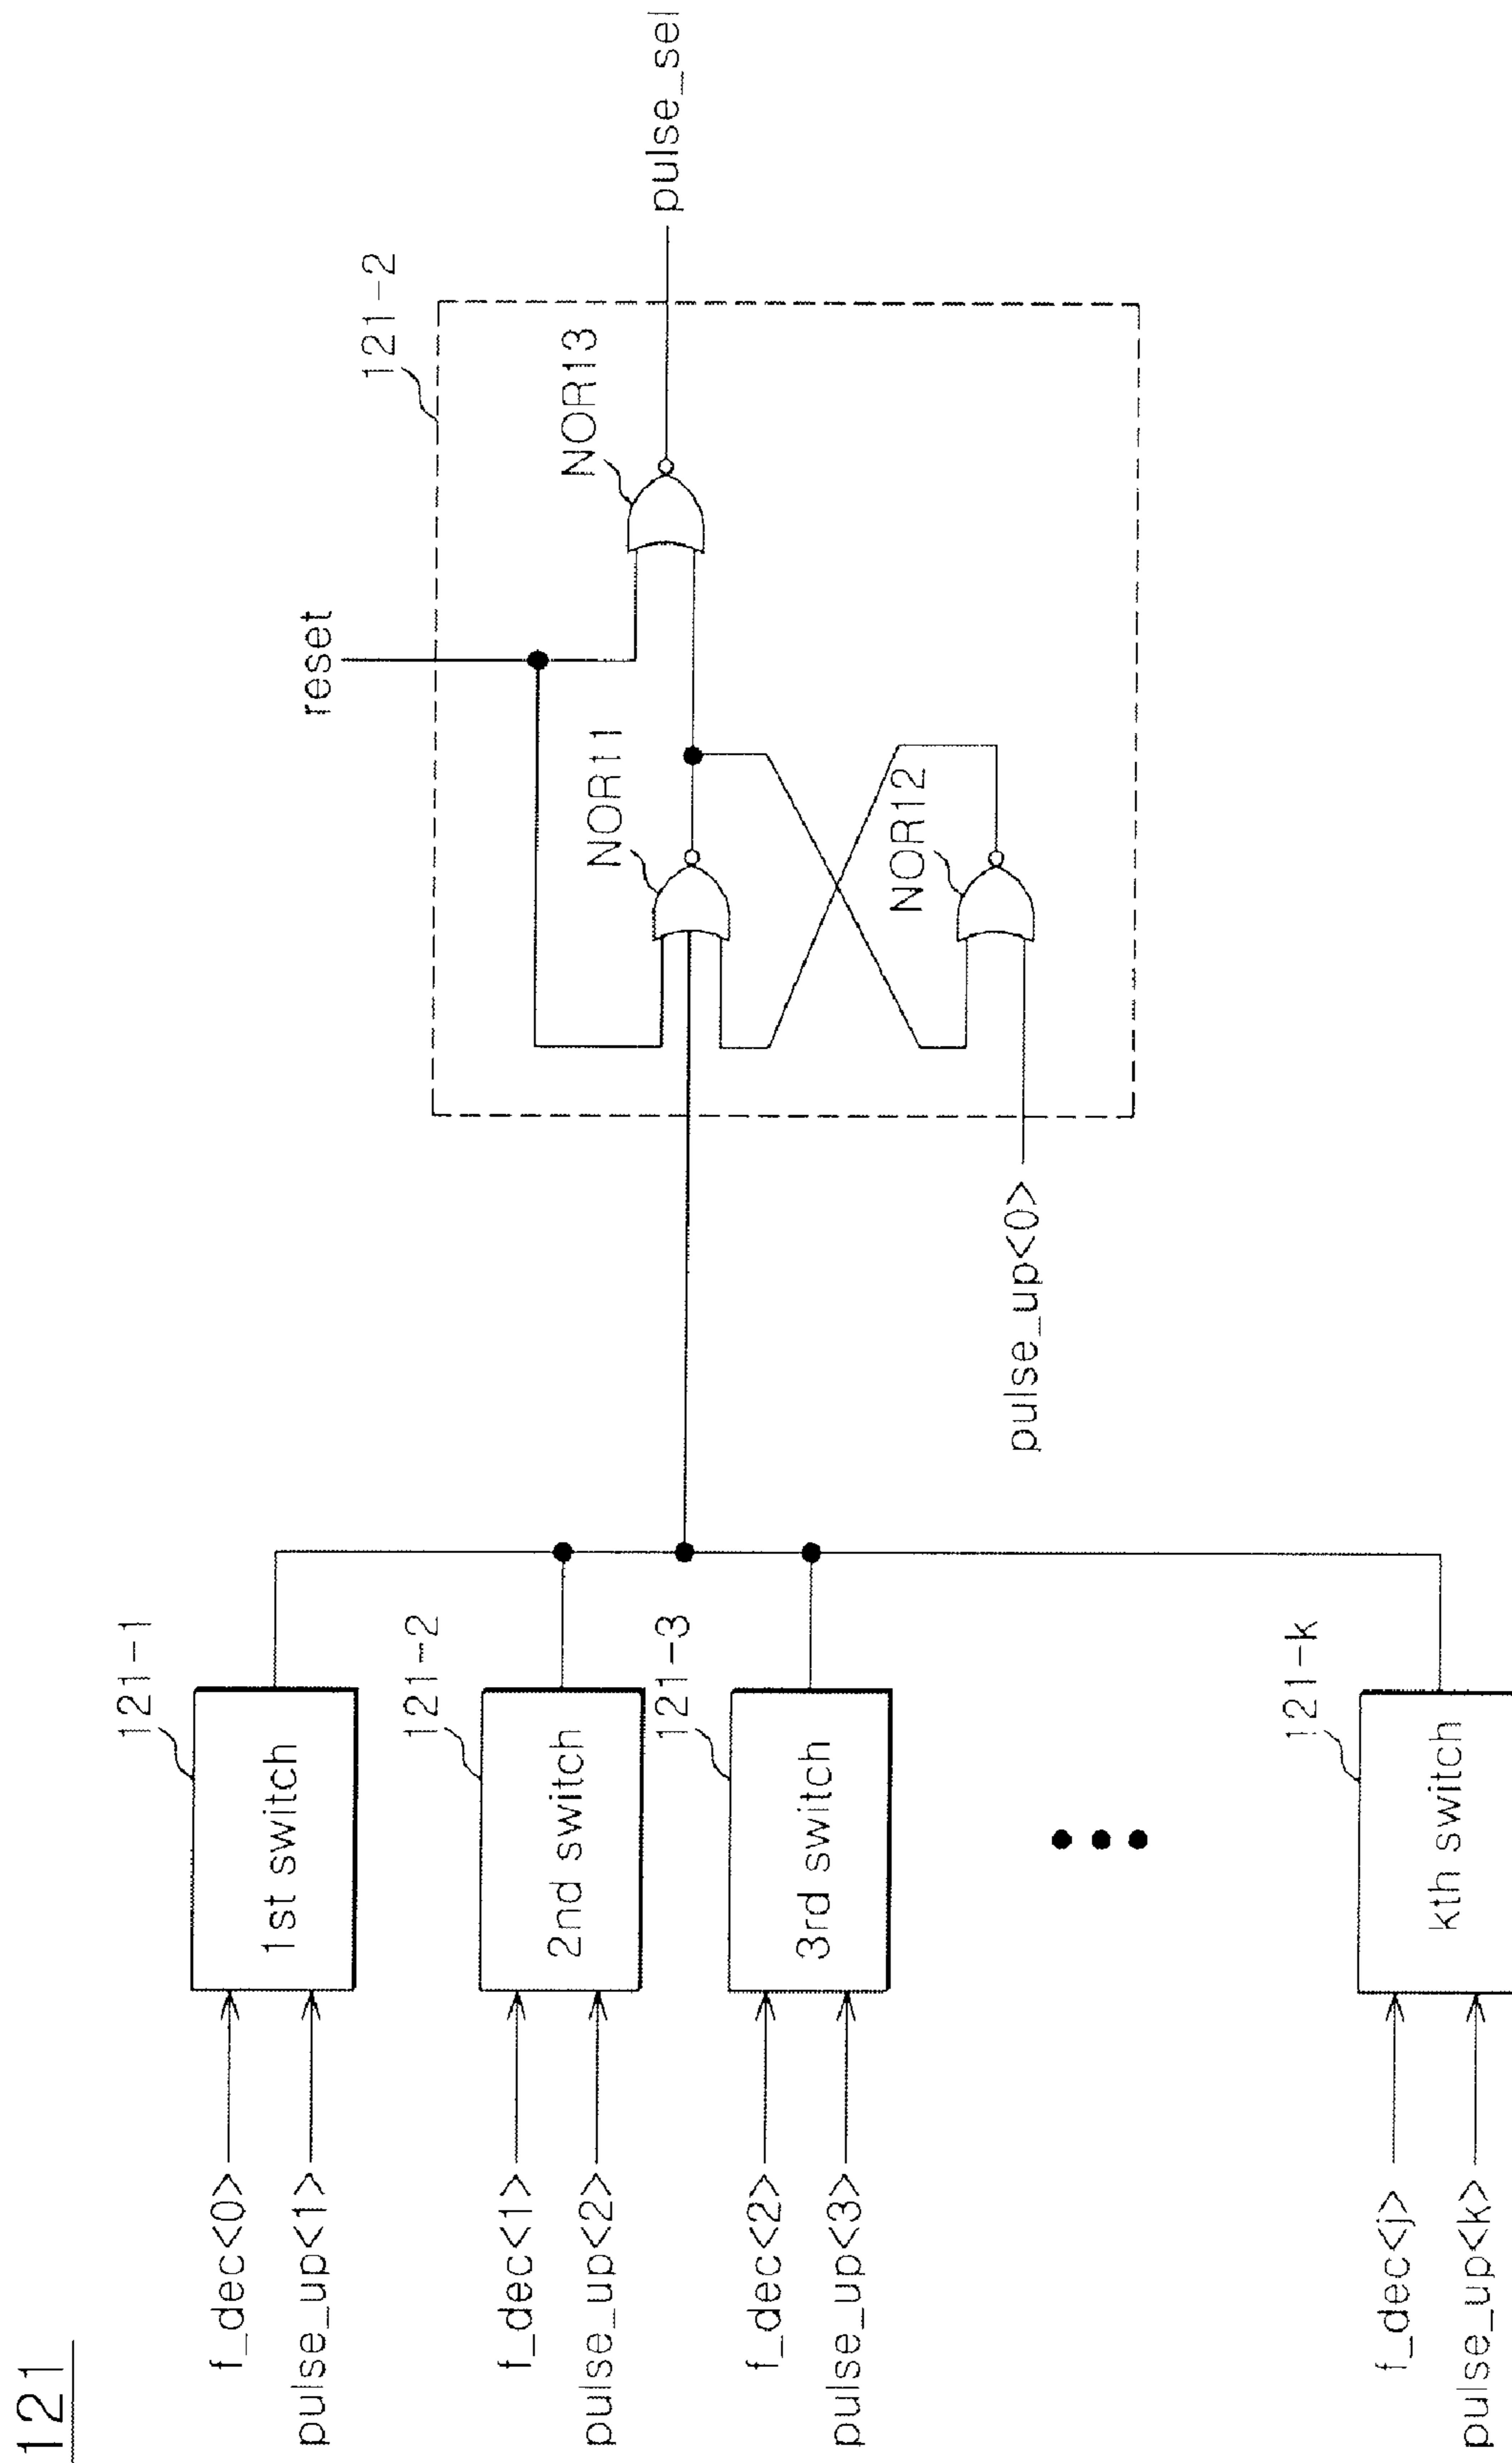 121
f_dec<0>
pulse_up<1>
1st switch
121-1
f_dec<1>
pulse_up<2>
2nd switch
121-2
f_dec<2>
pulse_up<3>
3rd switch
121-3
f_dec<j>
pulse_up<k>
kth switch
121-k
reset
121-2
NOR11
NOR13
pulse_sel
NOR12
pulse_up<0>